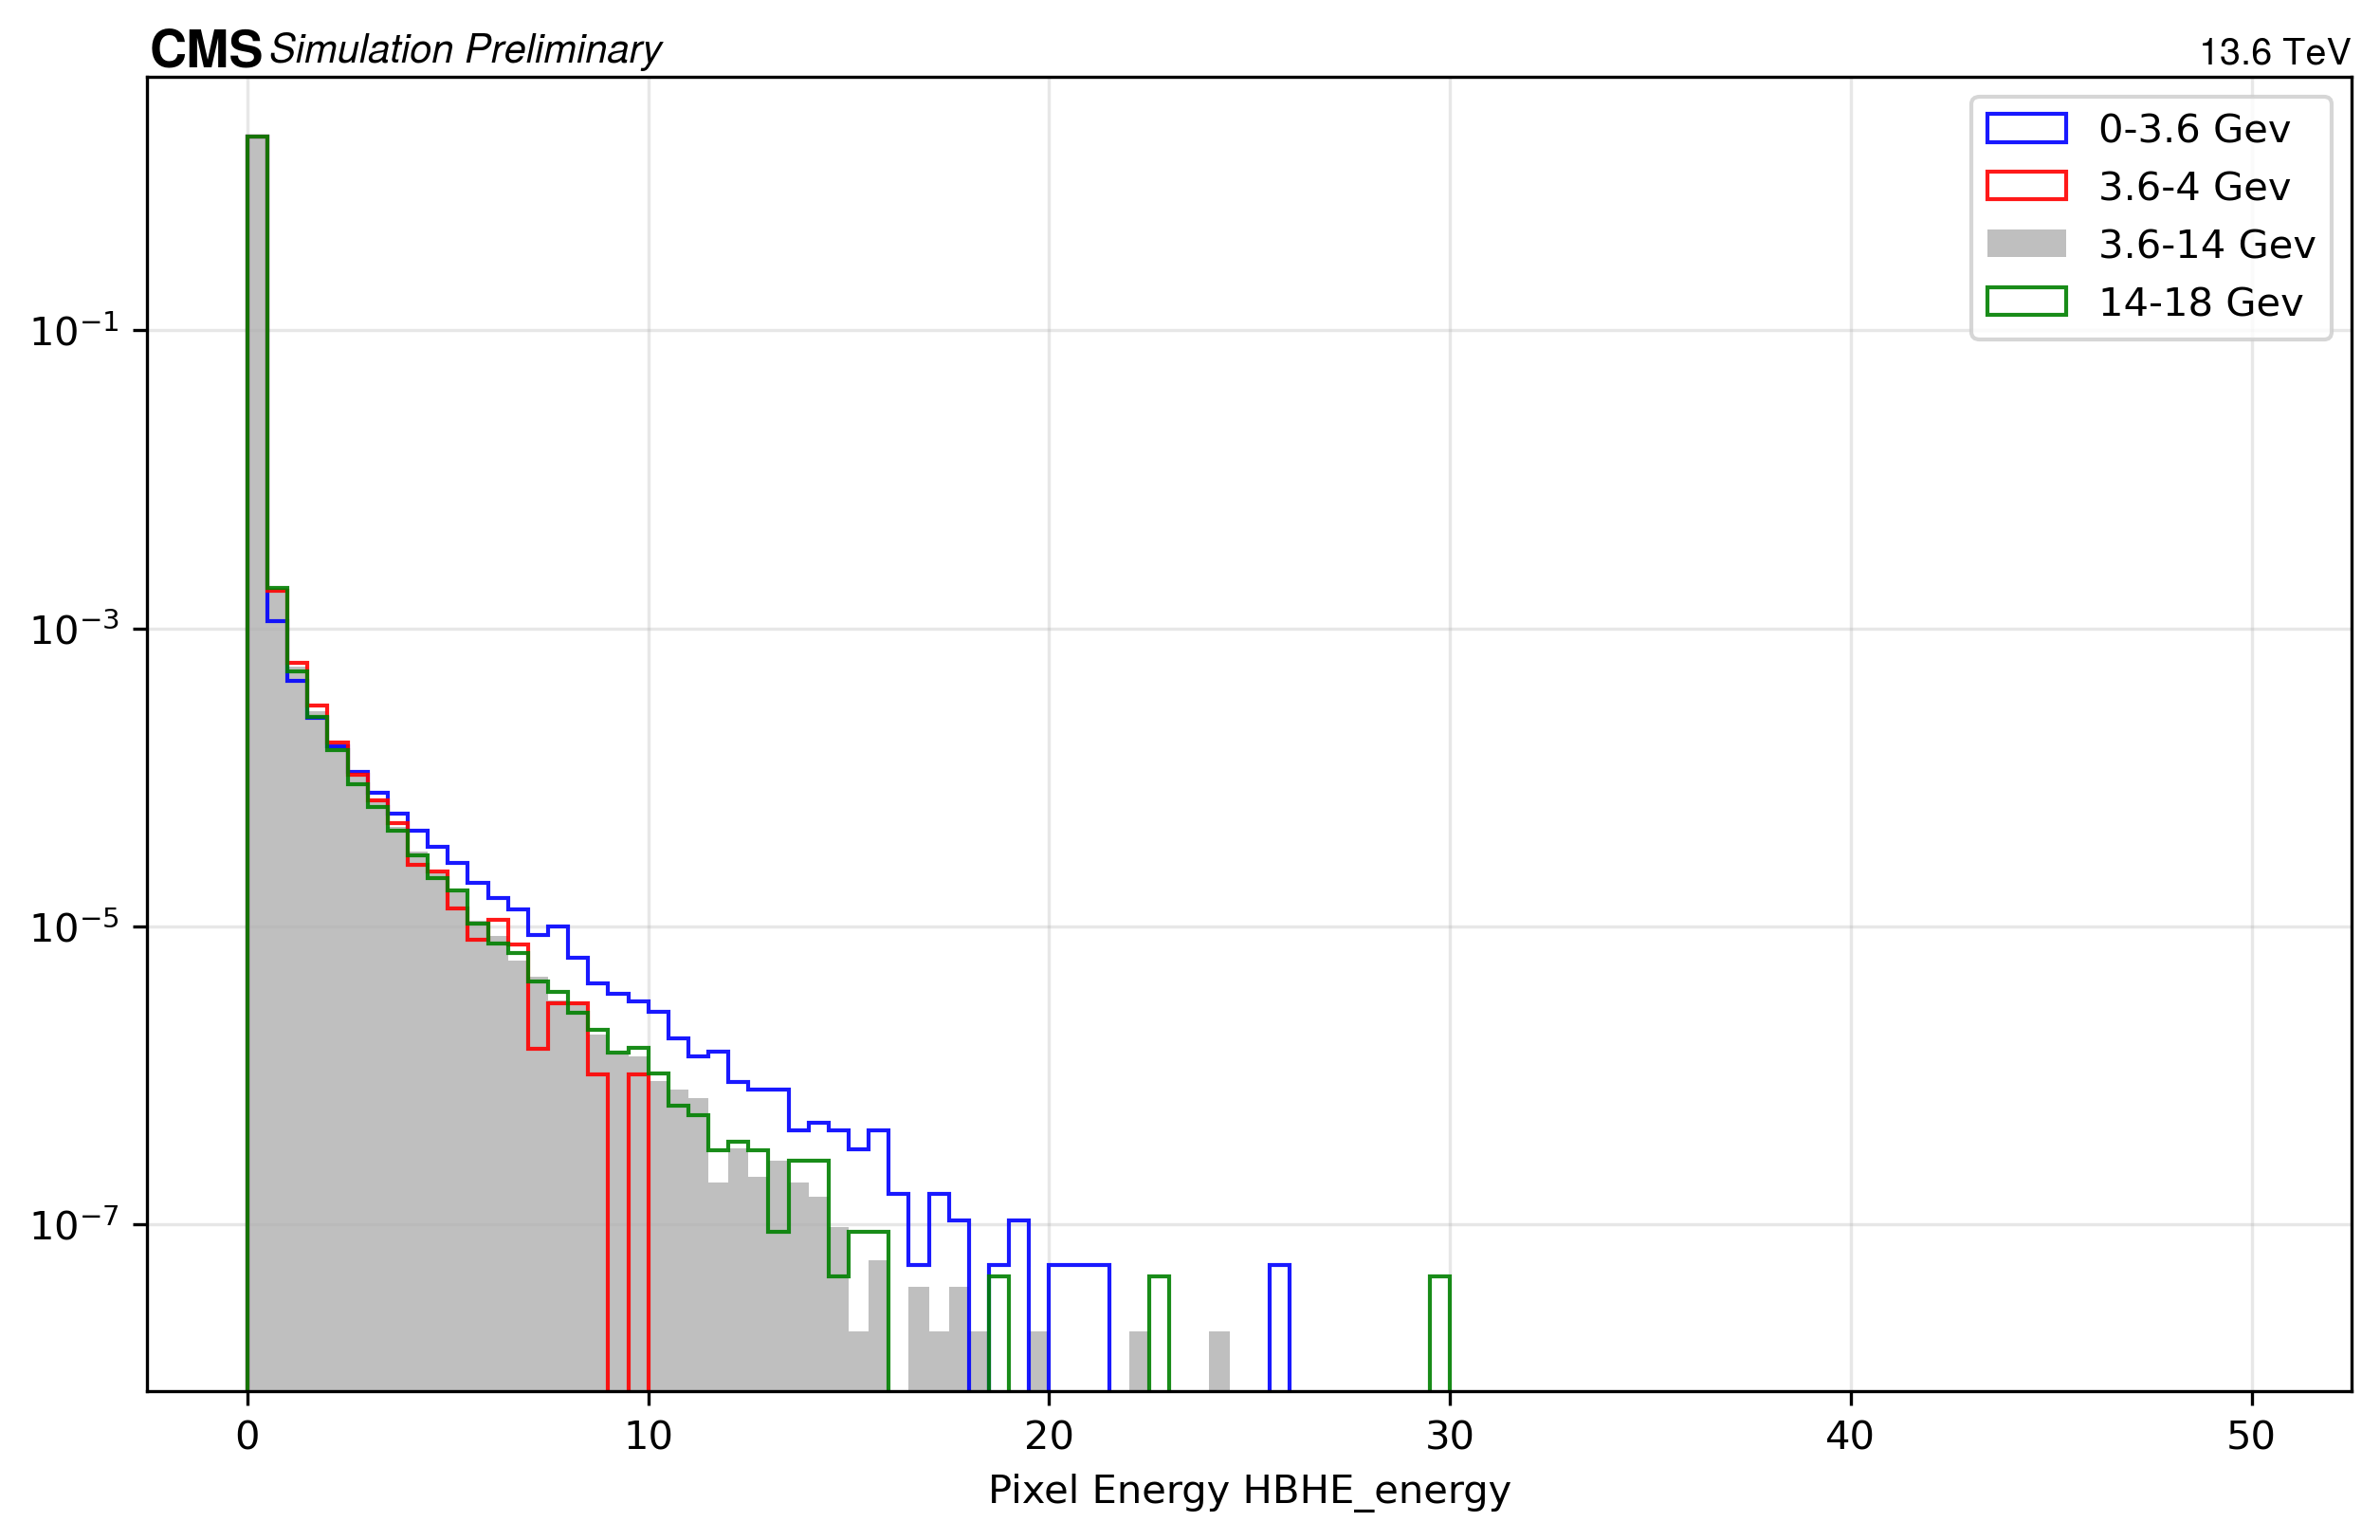 CMS Simulation Preliminary 13.6 TeV
0-3.6 Gev
3.6-4 Gev
3.6-14 Gev
14-18 Gev
10⁻¹
10⁻³
10⁻⁵
10⁻⁷
0 10 20 30 40 50
Pixel Energy HBHE_energy